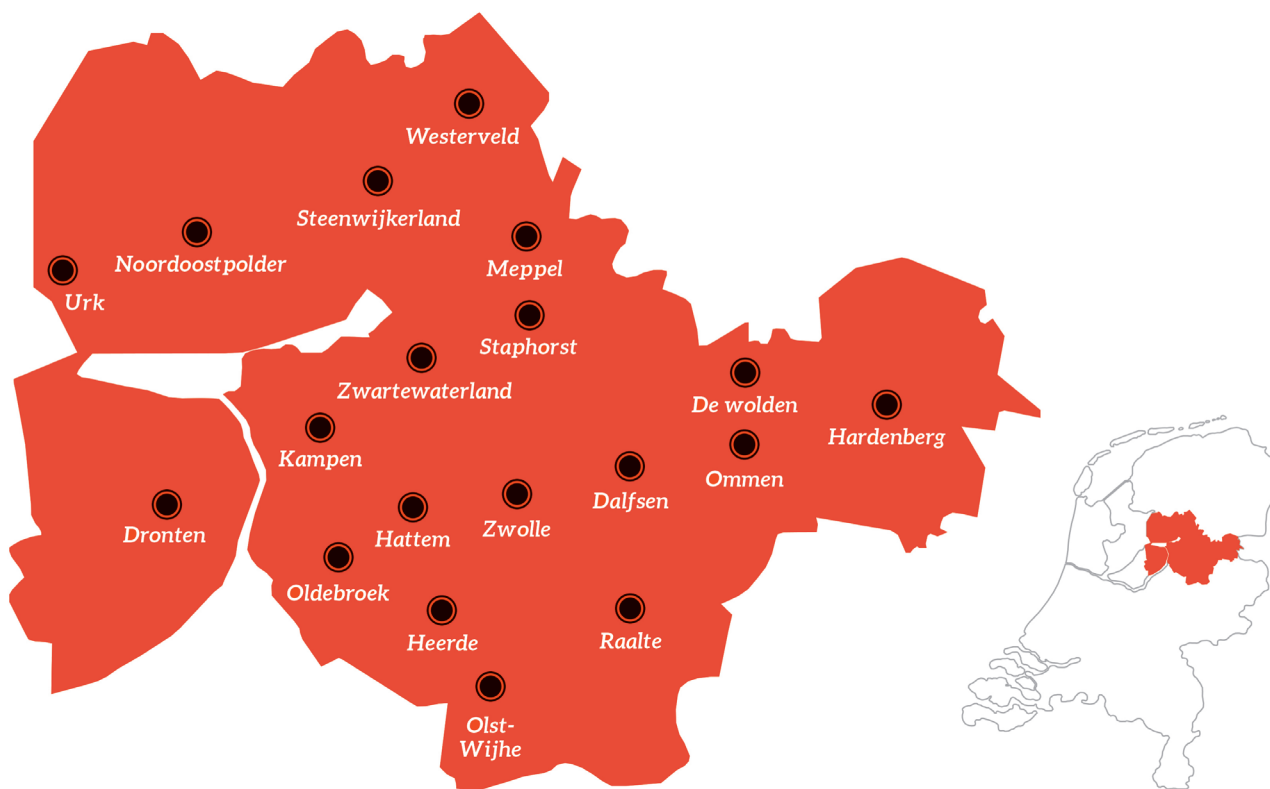 Westerveld
Steenwijkerland
Noordoostpolder
Meppel
Urk
Staphorst
Zwartewaterland
De wolden
Hardenberg
Kampen
Ommen
Dalfsen
Dronten
Hattem
Zwolle
Oldebroek
Heerde
Raalte
Olst-
Wijhe